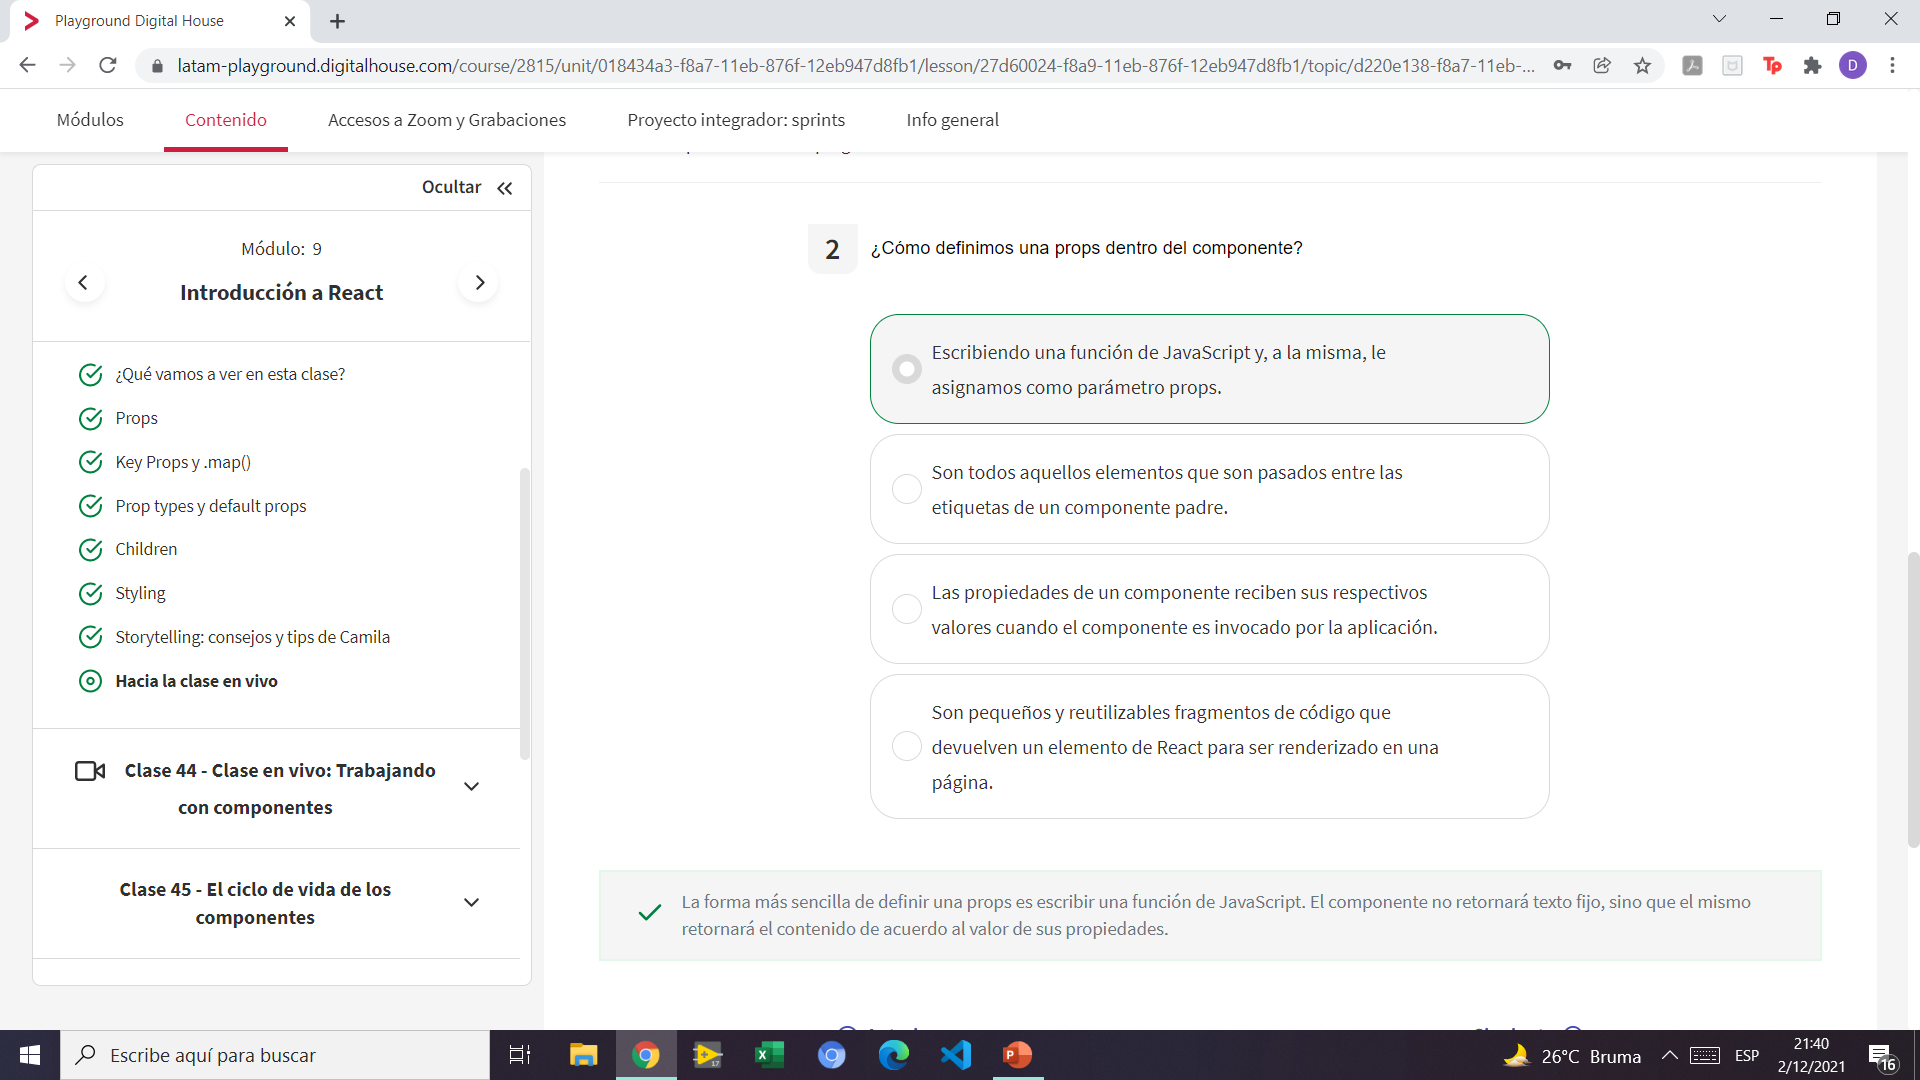 Playground Digital House
latam-playground.digitalhouse.com/course/2815/unit/018434a3-f8a7-11eb-876f-12eb947d8fb1/lesson/27d60024-f8a9-11eb-876f-12eb947d8fb1/topic/d220e138-f8a7-11eb-...
Tp
D
Módulos
Contenido
Accesos a Zoom y Grabaciones
Proyecto integrador: sprints
Info general
Ocultar
Módulo: 9
Introducción a React
¿Qué vamos a ver en esta clase?
Props
Key Props y .map()
Prop types y default props
Children
Styling
Storytelling: consejos y tips de Camila
Hacia la clase en vivo
Clase 44 - Clase en vivo: Trabajando
con componentes
Clase 45 - El ciclo de vida de los
componentes
2
¿Cómo definimos una props dentro del componente?
Escribiendo una función de JavaScript y, a la misma, le
asignamos como parámetro props.
Son todos aquellos elementos que son pasados entre las
etiquetas de un componente padre.
Las propiedades de un componente reciben sus respectivos
valores cuando el componente es invocado por la aplicación.
Son pequeños y reutilizables fragmentos de código que
devuelven un elemento de React para ser renderizado en una
página.
La forma más sencilla de definir una props es escribir una función de JavaScript. El componente no retornará texto fijo, sino que el mismo
retornará el contenido de acuerdo al valor de sus propiedades.
Escribe aquí para buscar
26°C Bruma
ESP
21:40
2/12/2021
16